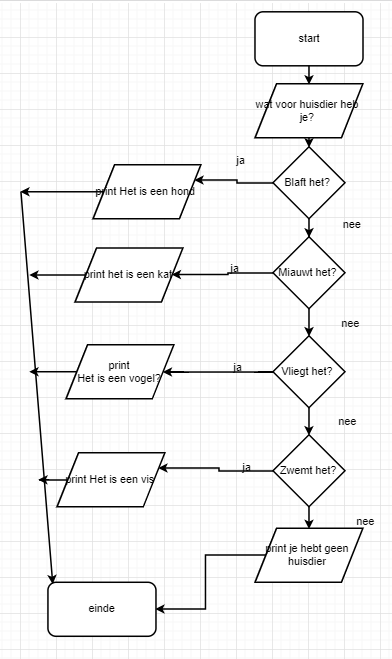 start
wat voor huisdier heb
je?
Blaft het?
ja
print Het is een hond
nee
Miauwt het?
ja
print het is een kat
nee
Vliegt het?
ja
print
Het is een vogel?
nee
Zwemt het?
ja
print Het is een vis
nee
print je hebt geen
huisdier
einde